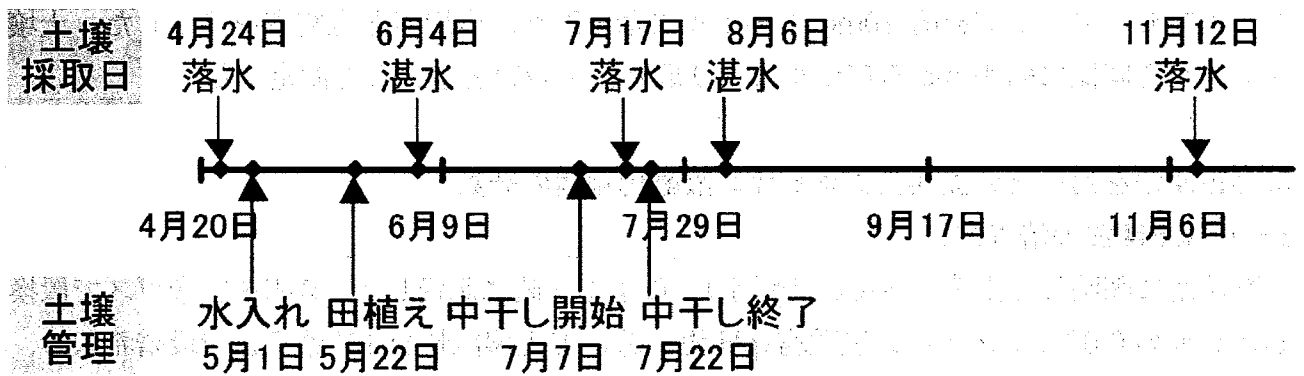 土壌
採取日
4月24日 6月4日 7月17日 8月6日 11月12日
落水 湛水 落水 湛水 落水
4月20日 6月9日 7月29日 9月17日 11月6日
土壌
管理
水入れ 田植え 中干し開始 中干し終了
5月1日 5月22日 7月7日 7月22日